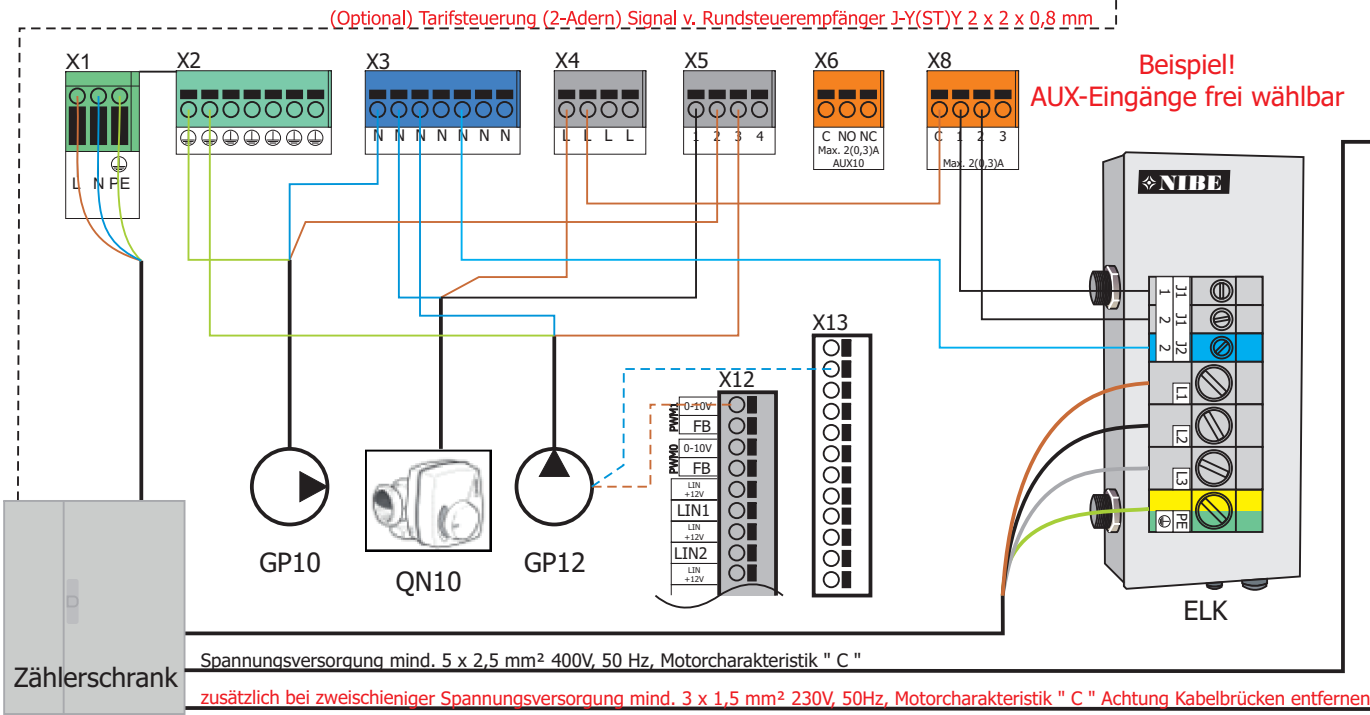 (Optional) Tarifsteuerung (2-Adern) Signal v. Rundsteuerempfänger J-Y(ST)Y 2 x 2 x 0,8 mm
X1
X2
X3
X4
X5
X6
X8
Beispiel!
AUX-Eingänge frei wählbar
L N PE
N N N N N N N
L L L L
1 2 3 4
C NO NC
Max. 2(0,3)A
AUX10
C 1 2 3
Max. 2(0,3)A
NIBE
1 J1
2 J1
2 J2
L1
L2
L3
PE
ELK
X13
X12
PWM1
0-10V
FB
PWM0
0-10V
FB
LIN
+12V
LIN1
LIN
+12V
LIN2
LIN
+12V
GP10
QN10
GP12
Zählerschrank
Spannungsversorgung mind. 5 x 2,5 mm² 400V, 50 Hz, Motorcharakteristik " C "
zusätzlich bei zweischieniger Spannungsversorgung mind. 3 x 1,5 mm² 230V, 50Hz, Motorcharakteristik " C " Achtung Kabelbrücken entfernen